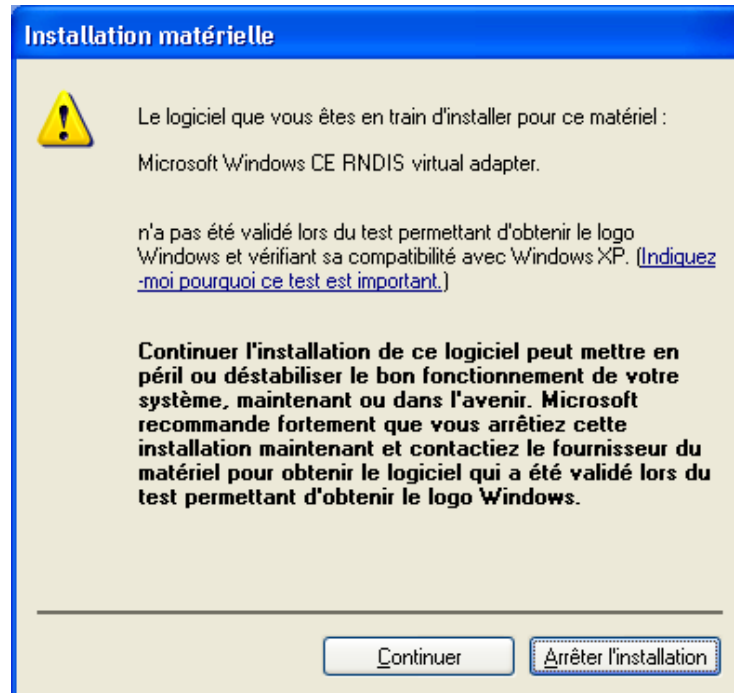 Installation matérielle
Le logiciel que vous êtes en train d'installer pour ce matériel :
Microsoft Windows CE RNDIS virtual adapter.
n'a pas été validé lors du test permettant d'obtenir le logo
Windows et vérifiant sa compatibilité avec Windows XP. (Indiquez
-moi pourquoi ce test est important.)
Continuer l'installation de ce logiciel peut mettre en
péril ou déstabiliser le bon fonctionnement de votre
système, maintenant ou dans l'avenir. Microsoft
recommande fortement que vous arrêtiez cette
installation maintenant et contactiez le fournisseur du
matériel pour obtenir le logiciel qui a été validé lors du
test permettant d'obtenir le logo Windows.
Continuer
Arrêter l'installation